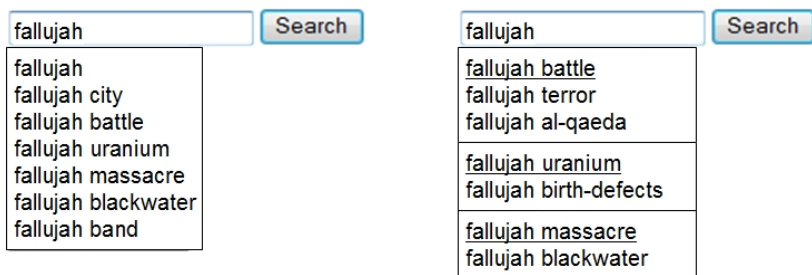 fallujah Search
fallujah
fallujah city
fallujah battle
fallujah uranium
fallujah massacre
fallujah blackwater
fallujah band
fallujah Search
fallujah battle
fallujah terror
fallujah al-qaeda
fallujah uranium
fallujah birth-defects
fallujah massacre
fallujah blackwater